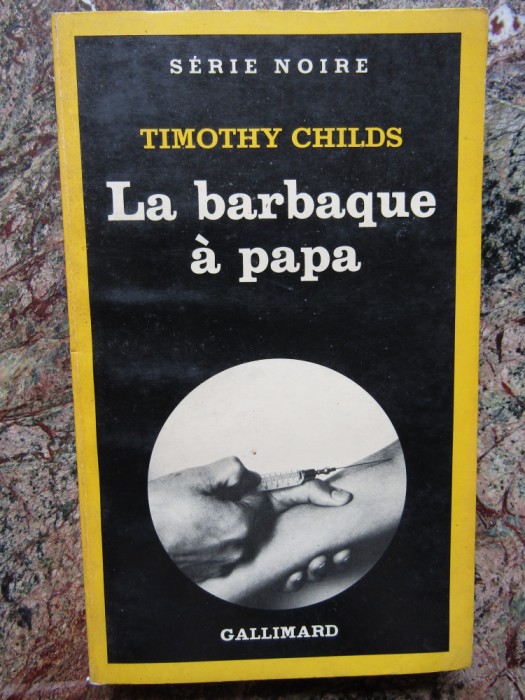 SÉRIE NOIRE
TIMOTHY CHILDS
La barbaque
à papa
GALLIMARD